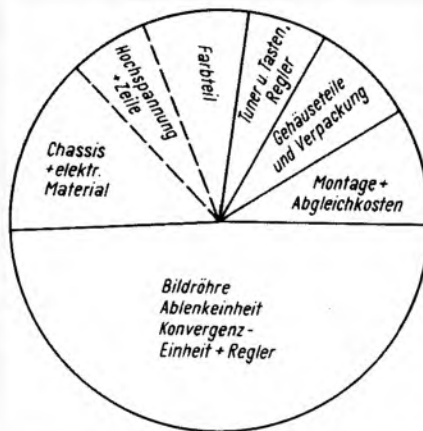 Chassis
+ elektr.
Material
Hochspannung
+ Zeile
Farbteil
Tuner u. Tasten,
Regler
Gehäuseteile
und Verpackung
Montage +
Abgleichkosten
Bildröhre
Ablenkeinheit
Konvergenz-
Einheit + Regler